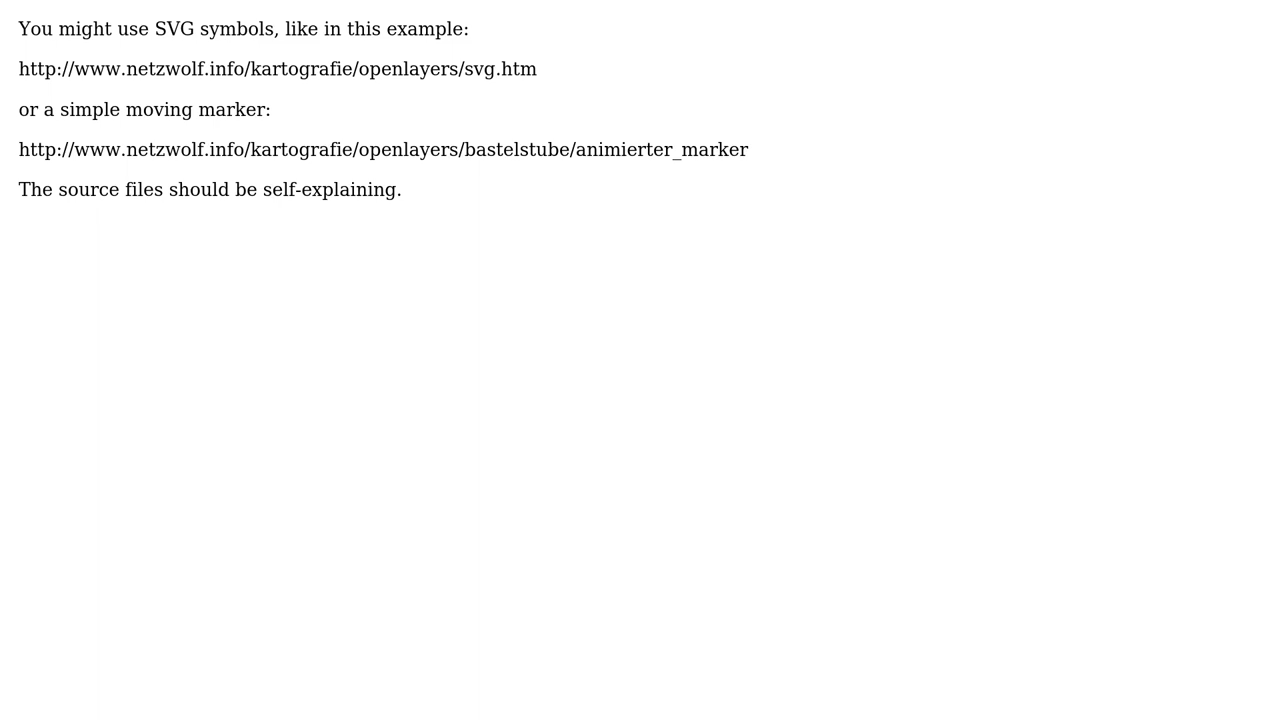 You might use SVG symbols, like in this example:
http://www.netzwolf.info/kartografie/openlayers/svg.htm
or a simple moving marker:
http://www.netzwolf.info/kartografie/openlayers/bastelstube/animierter_marker
The source files should be self-explaining.